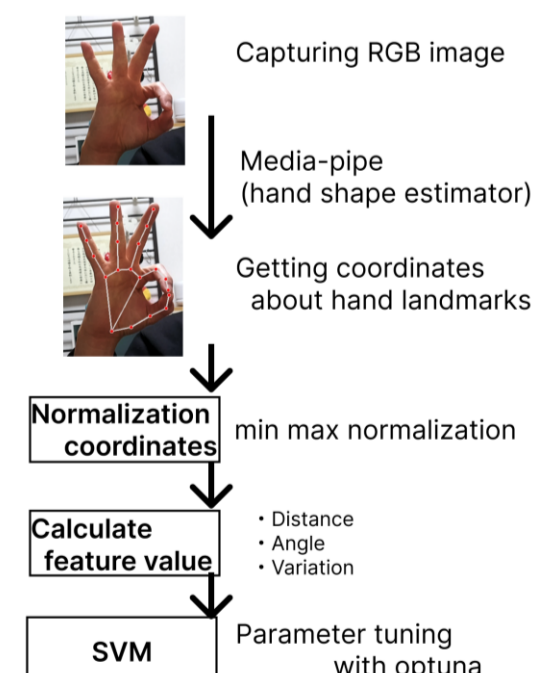 Capturing RGB image
Media-pipe
(hand shape estimator)
Getting coordinates
about hand landmarks
Normalization
coordinates
min max normalization
Calculate
feature value
・Distance
・Angle
・Variation
SVM
Parameter tuning
with optuna